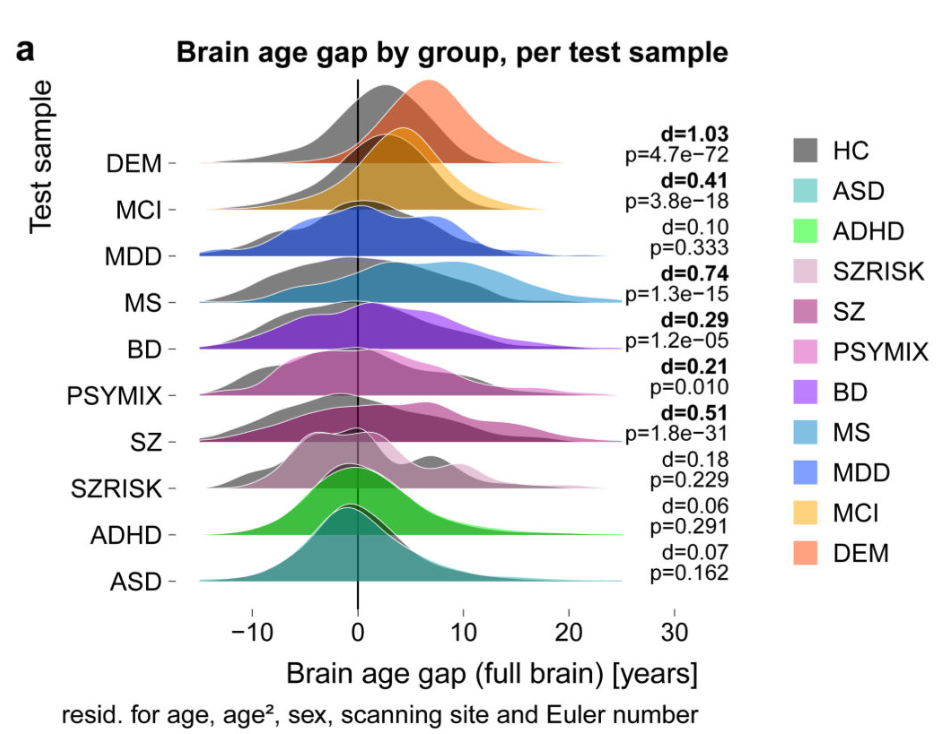 a
Brain age gap by group, per test sample
Test sample
DEM
d=1.03
p=4.7e−72
MCI
d=0.41
p=3.8e−18
MDD
d=0.10
p=0.333
MS
d=0.74
p=1.3e−15
BD
d=0.29
p=1.2e−05
PSYMIX
d=0.21
p=0.010
SZ
d=0.51
p=1.8e−31
SZRISK
d=0.18
p=0.229
ADHD
d=0.06
p=0.291
ASD
d=0.07
p=0.162
−10 0 10 20 30
Brain age gap (full brain) [years]
resid. for age, age², sex, scanning site and Euler number
HC
ASD
ADHD
SZRISK
SZ
PSYMIX
BD
MS
MDD
MCI
DEM